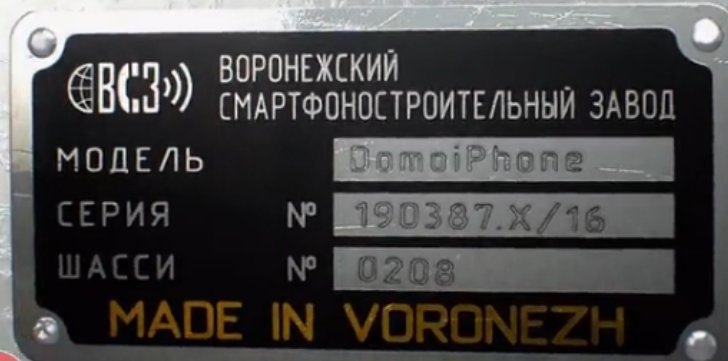 ВСЗ ВОРОНЕЖСКИЙ
СМАРТФОНОСТРОИТЕЛЬНЫЙ ЗАВОД
МОДЕЛЬ DomoiPhone
СЕРИЯ № 190387.X/16
ШАССИ № 0208
MADE IN VORONEZH